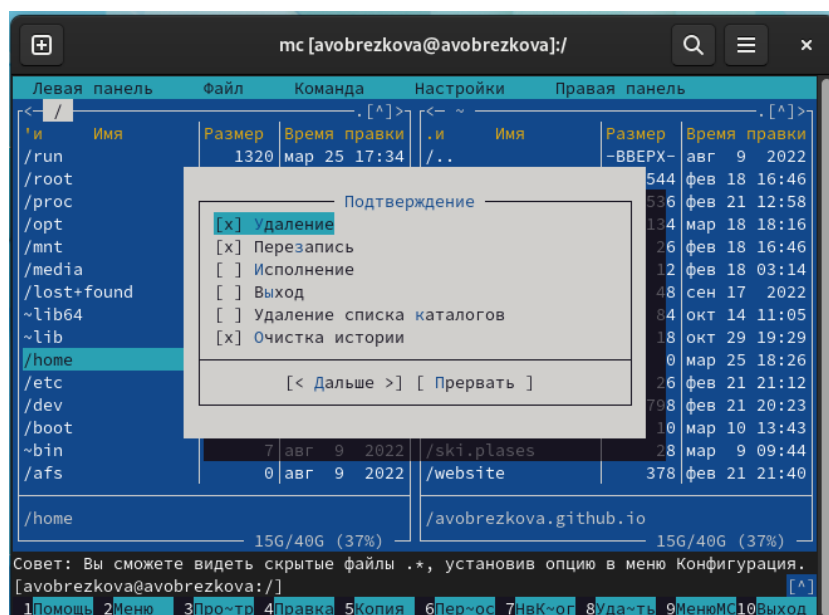 mc [avobrezkova@avobrezkova]:/
Левая панель Файл Команда Настройки Правая панель
<— / .[^]> <— ~ .[^]>
'и Имя Размер Время правки .и Имя Размер Время правки
/run 1320 мар 25 17:34 /.. -ВВЕРХ- авг 9 2022
/root 544 фев 18 16:46
/proc Подтверждение 536 фев 21 12:58
/opt [x] Удаление 134 мар 18 18:16
/mnt [x] Перезапись 26 фев 18 16:46
/media [ ] Исполнение 12 фев 18 03:14
/lost+found [ ] Выход 48 сен 17 2022
~lib64 [ ] Удаление списка каталогов 84 окт 14 11:05
~lib [x] Очистка истории 18 окт 29 19:29
/home 0 мар 25 18:26
/etc [< Дальше >] [ Прервать ] 26 фев 21 21:12
/dev 798 фев 21 20:23
/boot 10 мар 10 13:43
~bin 7 авг 9 2022 /ski.plases 28 мар 9 09:44
/afs 0 авг 9 2022 /website 378 фев 21 21:40
/home /avobrezkova.github.io
15G/40G (37%) 15G/40G (37%)
Совет: Вы сможете видеть скрытые файлы .*, установив опцию в меню Конфигурация.
[avobrezkova@avobrezkova:/] [^]
1Помощь 2Меню 3Про~тр 4Правка 5Копия 6Пер~ос 7НвК~ог 8Уда~ть 9МенюMC 10Выход